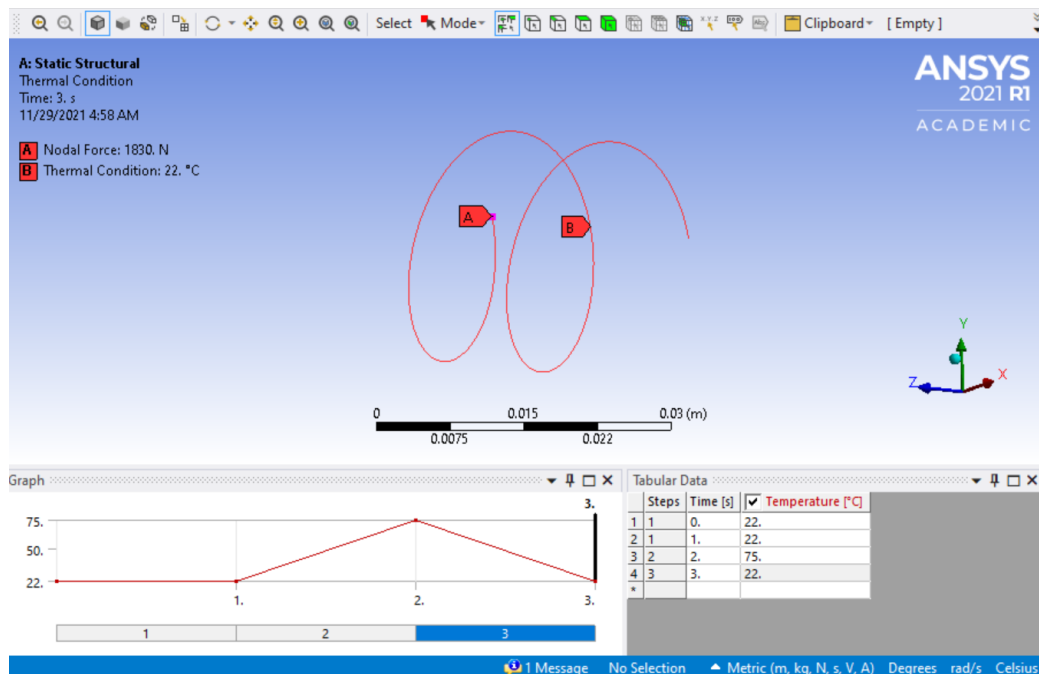 Select Mode Clipboard [ Empty ]
A: Static Structural
Thermal Condition
Time: 3. s
11/29/2021 4:58 AM
A Nodal Force: 1830. N
B Thermal Condition: 22. °C
ANSYS
2021 R1
ACADEMIC
A
B
Y
Z
X
0 0.015 0.03 (m)
0.0075 0.022
Graph
3.
75.
50.
22.
1. 2. 3.
1 2 3
Tabular Data
Steps Time [s] Temperature [°C]
1 1 0. 22.
2 1 1. 22.
3 2 2. 75.
4 3 3. 22.
*
1 Message No Selection Metric (m, kg, N, s, V, A) Degrees rad/s Celsius